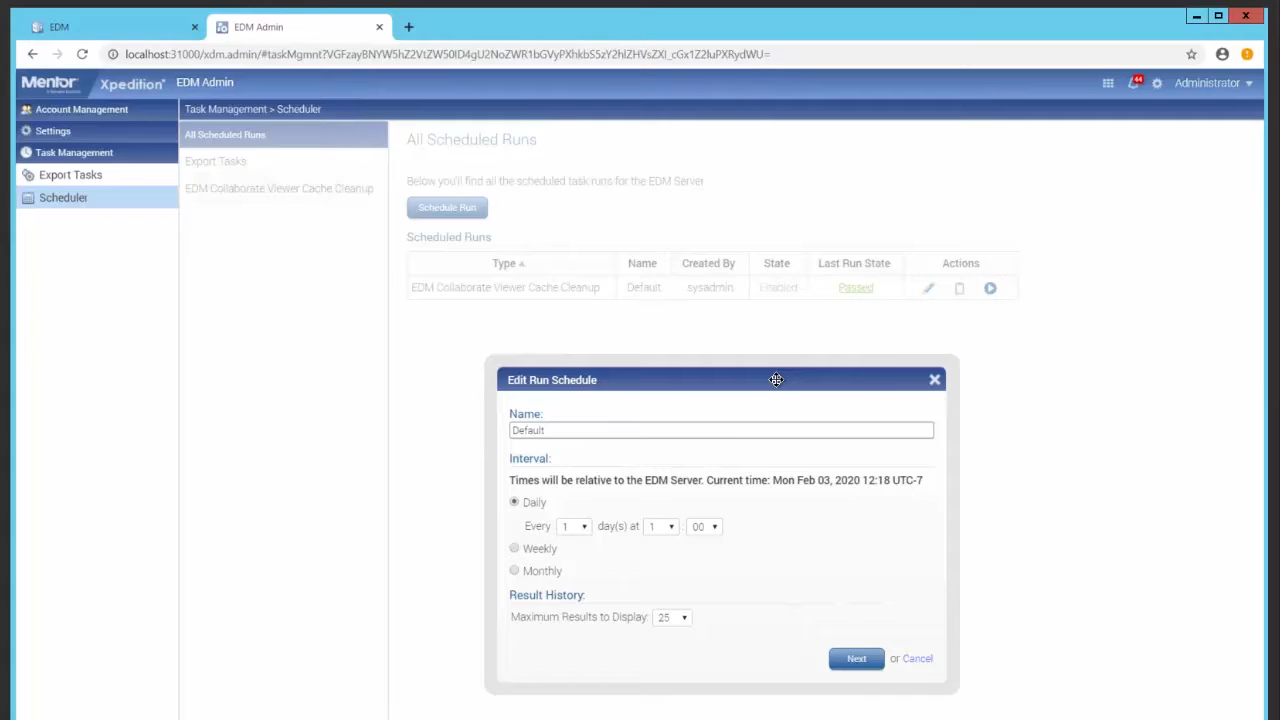 EDM
EDM Admin
localhost:31000/xdm.admin/#taskMgmnt?VGFzayBNYW5hZ2VtZW50ID4gU2NoZWR1bGVyPXhkbS5zY2hlZHVsZXI_cGx1Z2luPXRydWU=
Mentor
Xpedition
EDM Admin
44
Administrator
Account Management
Settings
Task Management
Export Tasks
Scheduler
Task Management > Scheduler
All Scheduled Runs
Export Tasks
EDM Collaborate Viewer Cache Cleanup
All Scheduled Runs
Below you'll find all the scheduled task runs for the EDM Server
Schedule Run
Scheduled Runs
Type Name Created By State Last Run State Actions
EDM Collaborate Viewer Cache Cleanup Default sysadmin Enabled Passed
Edit Run Schedule
Name:
Default
Interval:
Times will be relative to the EDM Server. Current time: Mon Feb 03, 2020 12:18 UTC-7
Daily
Every 1 day(s) at 1 : 00
Weekly
Monthly
Result History:
Maximum Results to Display: 25
Next or Cancel